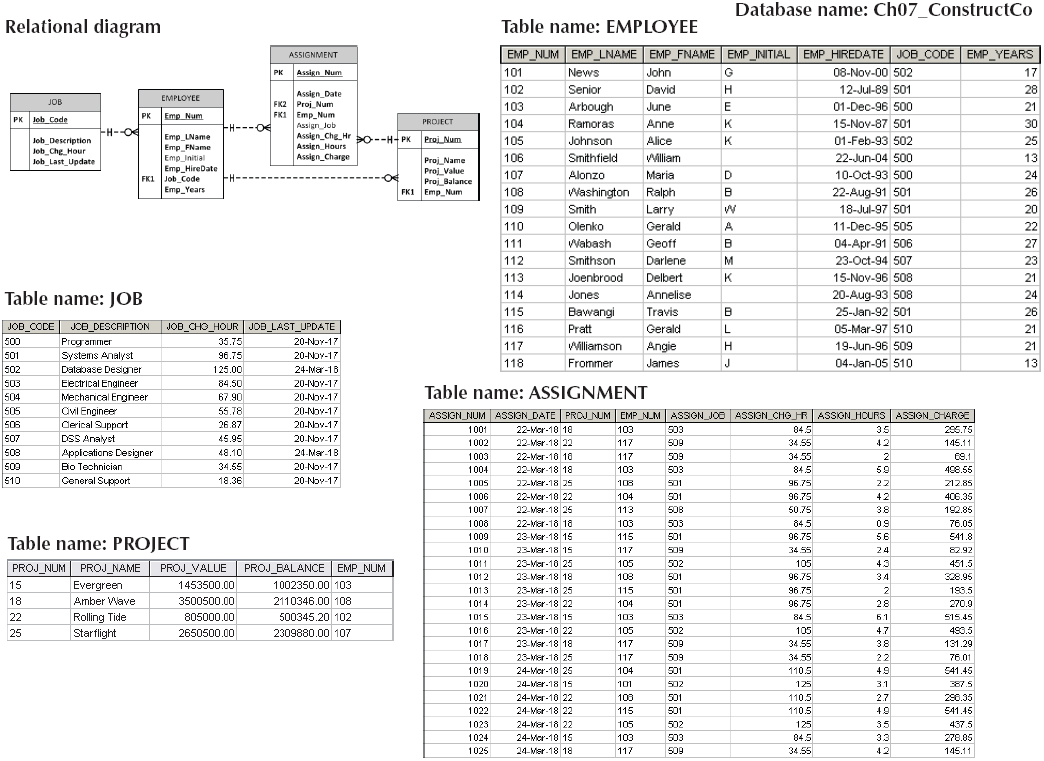 Database name: Ch07_ConstructCo
Relational diagram
JOB
PK Job_Code
Job_Description
Job_Chg_Hour
Job_Last_Update
EMPLOYEE
PK Emp_Num
Emp_LName
Emp_FName
Emp_Initial
Emp_HireDate
FK1 Job_Code
Emp_Years
ASSIGNMENT
PK Assign_Num
Assign_Date
FK2 Proj_Num
FK1 Emp_Num
Assign_Job
Assign_Chg_Hr
Assign_Hours
Assign_Charge
PROJECT
PK Proj_Num
Proj_Name
Proj_Value
Proj_Balance
FK1 Emp_Num
Table name: EMPLOYEE
EMP_NUM EMP_LNAME EMP_FNAME EMP_INITIAL EMP_HIREDATE JOB_CODE EMP_YEARS
101 News John G 08-Nov-00 502 17
102 Senior David H 12-Jul-89 501 28
103 Arbough June E 01-Dec-96 500 21
104 Ramoras Anne K 15-Nov-87 501 30
105 Johnson Alice K 01-Feb-93 502 25
106 Smithfield William 22-Jun-04 500 13
107 Alonzo Maria D 10-Oct-93 500 24
108 Washington Ralph B 22-Aug-91 501 26
109 Smith Larry W 18-Jul-97 501 20
110 Olenko Gerald A 11-Dec-95 505 22
111 Wabash Geoff B 04-Apr-91 506 27
112 Smithson Darlene M 23-Oct-94 507 23
113 Joenbrood Delbert K 15-Nov-96 508 21
114 Jones Annelise 20-Aug-93 508 24
115 Bawangi Travis B 25-Jan-92 501 26
116 Pratt Gerald L 05-Mar-97 510 21
117 Williamson Angie H 19-Jun-96 509 21
118 Frommer James J 04-Jan-05 510 13
Table name: JOB
JOB_CODE JOB_DESCRIPTION JOB_CHG_HOUR JOB_LAST_UPDATE
500 Programmer 35.75 20-Nov-17
501 Systems Analyst 96.75 20-Nov-17
502 Database Designer 125.00 24-Mar-18
503 Electrical Engineer 84.50 20-Nov-17
504 Mechanical Engineer 67.90 20-Nov-17
505 Civil Engineer 55.78 20-Nov-17
506 Clerical Support 26.87 20-Nov-17
507 DSS Analyst 45.95 20-Nov-17
508 Applications Designer 48.10 24-Mar-18
509 Bio Technician 34.55 20-Nov-17
510 General Support 18.36 20-Nov-17
Table name: PROJECT
PROJ_NUM PROJ_NAME PROJ_VALUE PROJ_BALANCE EMP_NUM
15 Evergreen 1453500.00 1002350.00 103
18 Amber Wave 3500500.00 2110346.00 108
22 Rolling Tide 805000.00 500345.20 102
25 Starflight 2650500.00 2309880.00 107
Table name: ASSIGNMENT
ASSIGN_NUM ASSIGN_DATE PROJ_NUM EMP_NUM ASSIGN_JOB ASSIGN_CHG_HR ASSIGN_HOURS ASSIGN_CHARGE
1001 22-Mar-18 18 103 503 84.5 3.5 295.75
1002 22-Mar-18 22 117 509 34.55 4.2 145.11
1003 22-Mar-18 18 117 509 34.55 2 69.1
1004 22-Mar-18 18 103 503 84.5 5.9 498.55
1005 22-Mar-18 25 108 501 96.75 2.2 212.85
1006 22-Mar-18 22 104 501 96.75 4.2 406.35
1007 22-Mar-18 25 113 508 50.75 3.8 192.85
1008 22-Mar-18 18 103 503 84.5 0.9 76.05
1009 23-Mar-18 15 115 501 96.75 5.6 541.8
1010 23-Mar-18 15 117 509 34.55 2.4 82.92
1011 23-Mar-18 25 105 502 105 4.3 451.5
1012 23-Mar-18 18 108 501 96.75 3.4 328.95
1013 23-Mar-18 25 115 501 96.75 2 193.5
1014 23-Mar-18 22 104 501 96.75 2.8 270.9
1015 23-Mar-18 15 103 503 84.5 6.1 515.45
1016 23-Mar-18 22 105 502 105 4.7 493.5
1017 23-Mar-18 18 117 509 34.55 3.8 131.29
1018 23-Mar-18 25 117 509 34.55 2.2 76.01
1019 24-Mar-18 25 104 501 110.5 4.9 541.45
1020 24-Mar-18 15 101 502 125 3.1 387.5
1021 24-Mar-18 22 108 501 110.5 2.7 298.35
1022 24-Mar-18 22 115 501 110.5 4.9 541.45
1023 24-Mar-18 22 105 502 125 3.5 437.5
1024 24-Mar-18 15 103 503 84.5 3.3 278.85
1025 24-Mar-18 18 117 509 34.55 4.2 145.11